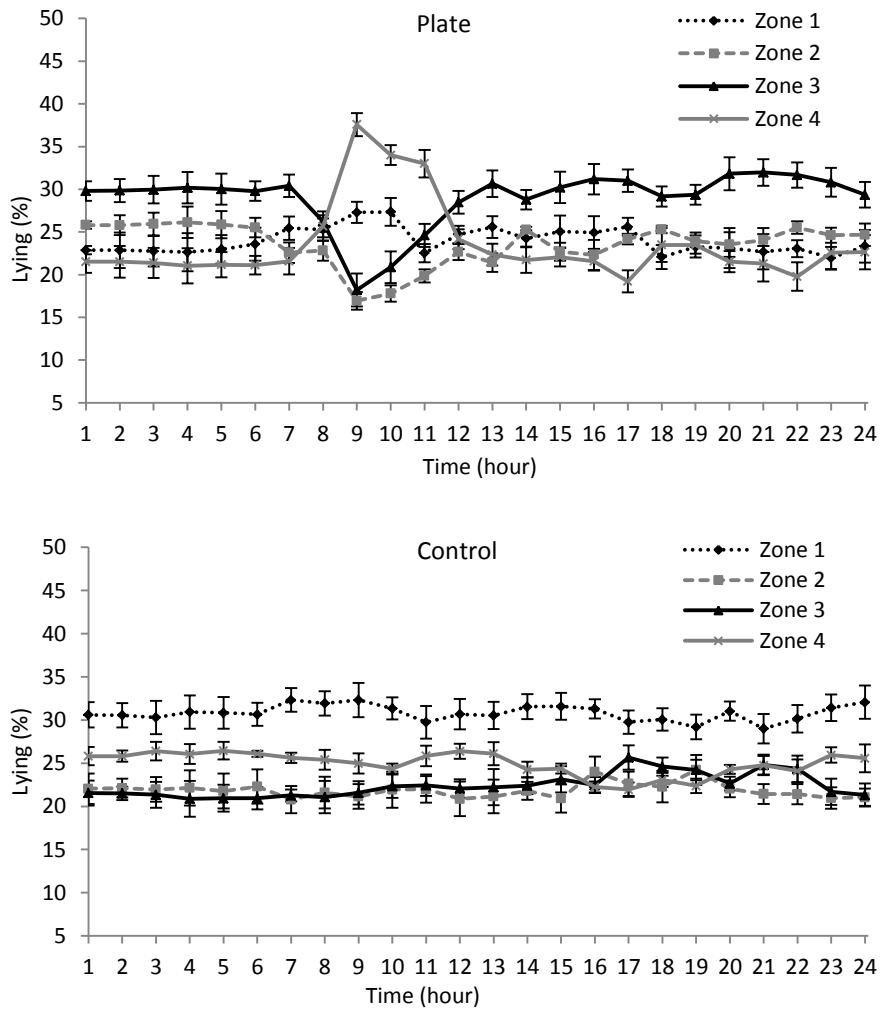 Plate
Zone 1
Zone 2
Zone 3
Zone 4
50
45
40
35
30
25
20
15
10
5
Lying (%)
1 2 3 4 5 6 7 8 9 10 11 12 13 14 15 16 17 18 19 20 21 22 23 24
Time (hour)
Control
Zone 1
Zone 2
Zone 3
Zone 4
50
45
40
35
30
25
20
15
10
5
Lying (%)
1 2 3 4 5 6 7 8 9 10 11 12 13 14 15 16 17 18 19 20 21 22 23 24
Time (hour)